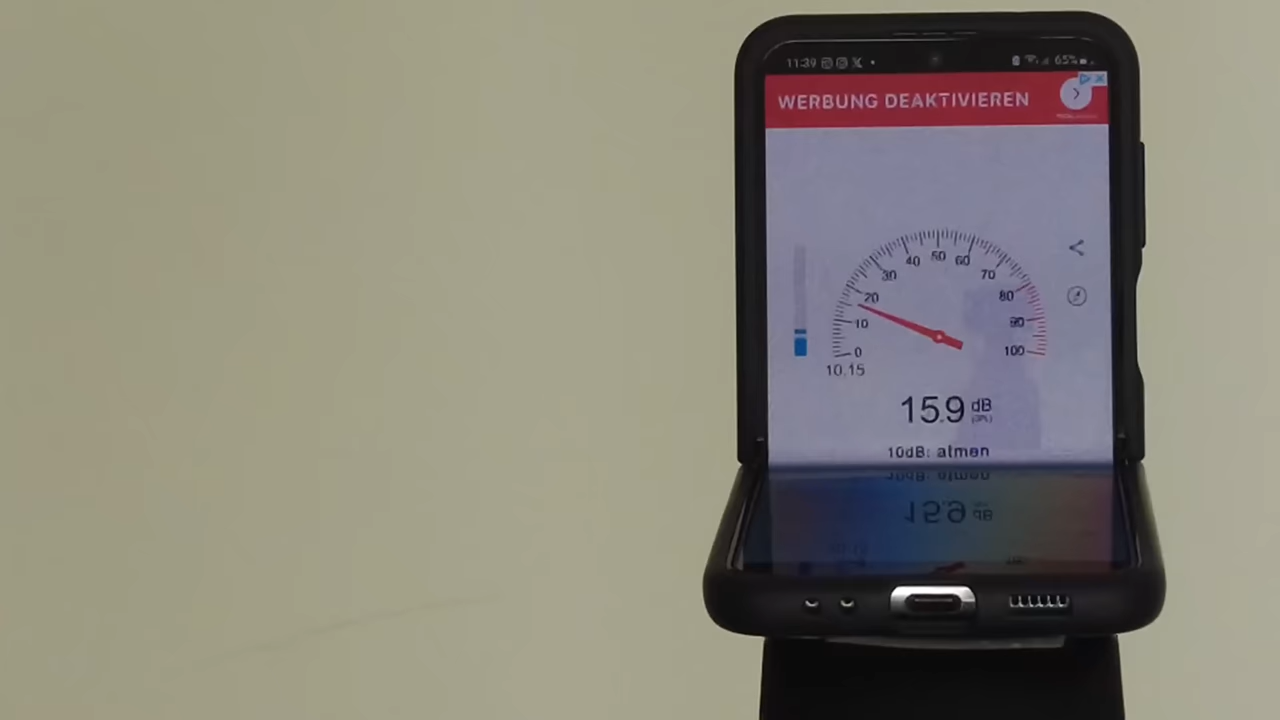 11:39 65%
WERBUNG DEAKTIVIEREN
0 10 20 30 40 50 60 70 80 90 100
10.15
15.9 dB
(SPL)
10dB: atmen